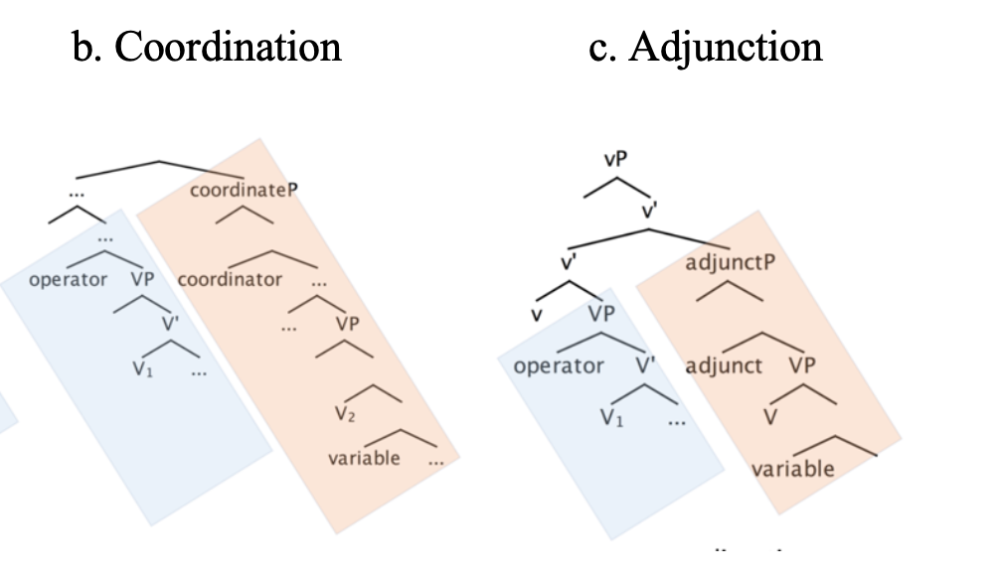 b. Coordination
c. Adjunction
...
coordinateP
...
operator VP coordinator ...
V' ... VP
V₁ ...
V₂
variable ...
vP
v'
v' adjunctP
v VP
operator V' adjunct VP
V₁ ... V
variable